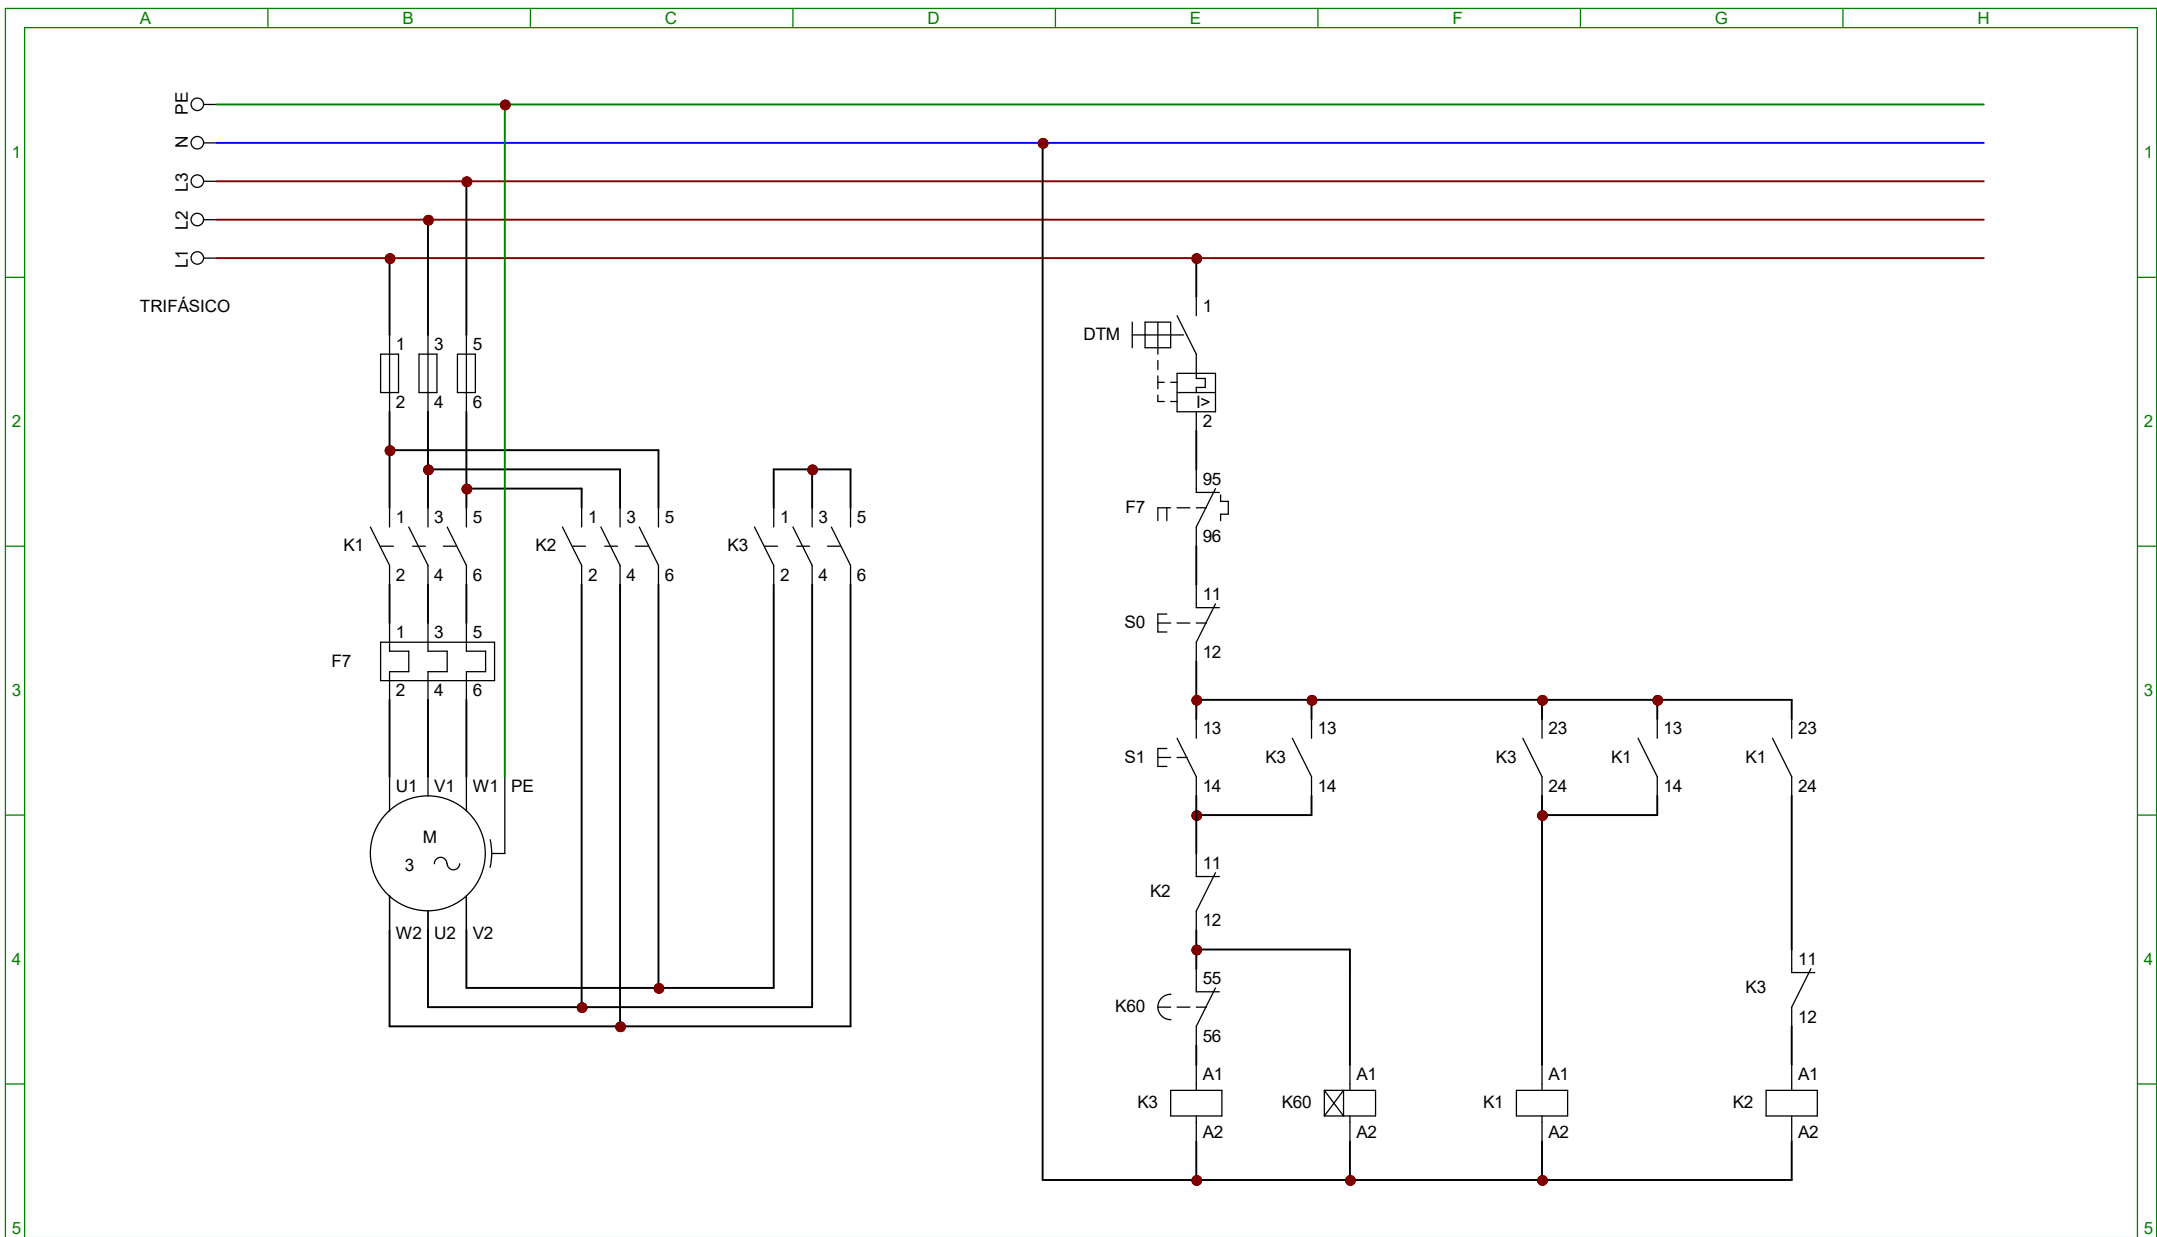 A B C D E F G H
PE
N
1 1
L3
L2
L1
TRIFÁSICO
1
DTM
1 3 5
2 4 6
I>
2 2 2
95
F7
96
1 3 5 1 3 5 1 3 5
K1 K2 K3
2 4 6 2 4 6 2 4 6
11
S0
12
1 3 5
F7
2 4 6
3 3
13 13 23 13 23
S1 K3 K3 K1 K1
14 14 24 14 24
U1 V1 W1 PE
M
3
11
K2
12
W2 U2 V2
4 4
55 11
K60 K3
56 12
A1 A1 A1 A1
K3 K60 K1 K2
A2 A2 A2 A2
5 5